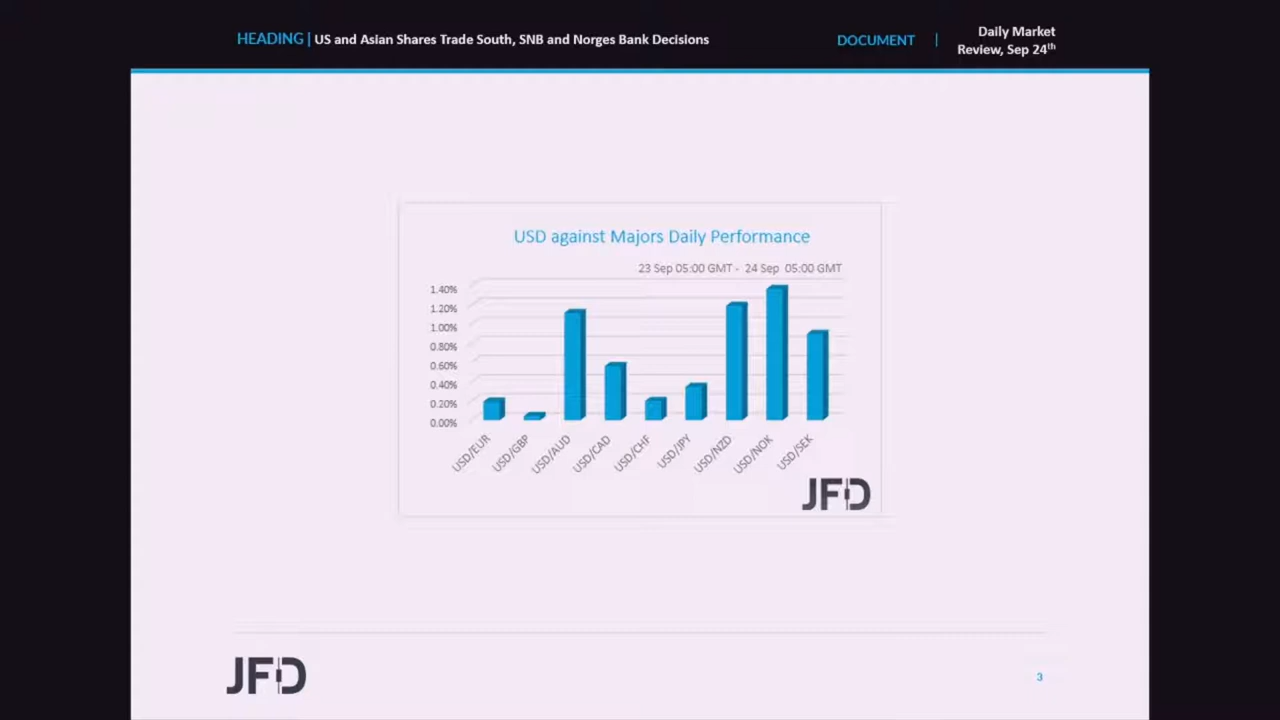 HEADING | US and Asian Shares Trade South, SNB and Norges Bank Decisions
DOCUMENT |
Daily Market
Review, Sep 24th
USD against Majors Daily Performance
23 Sep 05:00 GMT - 24 Sep 05:00 GMT
1.40%
1.20%
1.00%
0.80%
0.60%
0.40%
0.20%
0.00%
USD/EUR
USD/GBP
USD/AUD
USD/CAD
USD/CHF
USD/JPY
USD/NZD
USD/NOK
USD/SEK
JFD
JFD
3